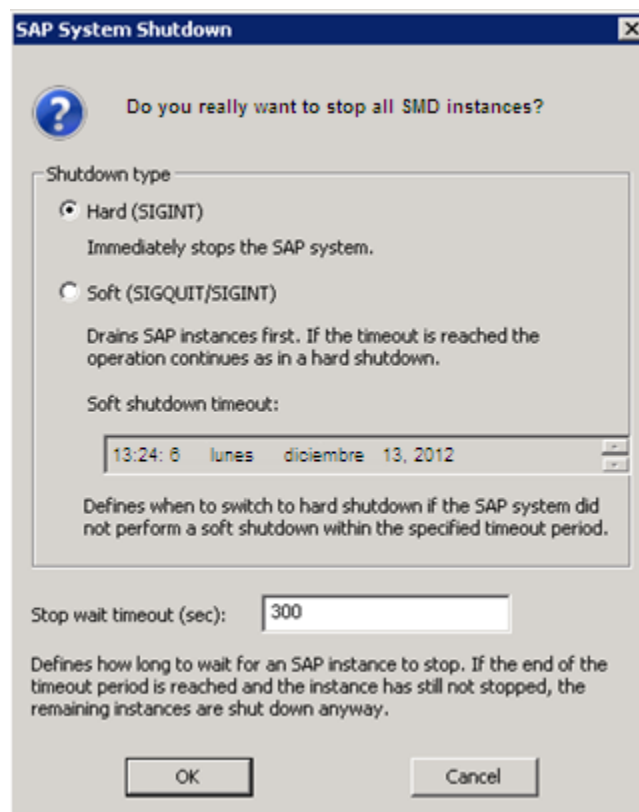 SAP System Shutdown
Do you really want to stop all SMD instances?
Shutdown type
Hard (SIGINT)
Immediately stops the SAP system.
Soft (SIGQUIT/SIGINT)
Drains SAP instances first. If the timeout is reached the
operation continues as in a hard shutdown.
Soft shutdown timeout:
13:24: 6 lunes diciembre 13, 2012
Defines when to switch to hard shutdown if the SAP system did
not perform a soft shutdown within the specified timeout period.
Stop wait timeout (sec): 300
Defines how long to wait for an SAP instance to stop. If the end of the
timeout period is reached and the instance has still not stopped, the
remaining instances are shut down anyway.
OK Cancel